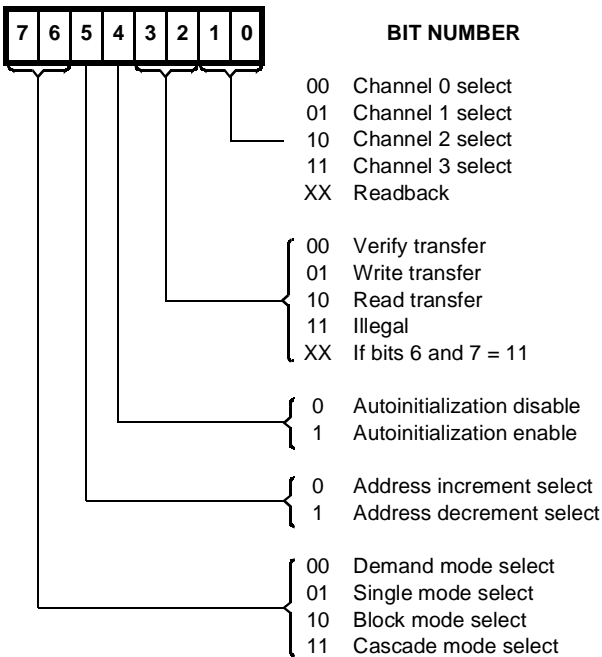 7 6 5 4 3 2 1 0 BIT NUMBER
00 Channel 0 select
01 Channel 1 select
10 Channel 2 select
11 Channel 3 select
XX Readback
00 Verify transfer
01 Write transfer
10 Read transfer
11 Illegal
XX If bits 6 and 7 = 11
0 Autoinitialization disable
1 Autoinitialization enable
0 Address increment select
1 Address decrement select
00 Demand mode select
01 Single mode select
10 Block mode select
11 Cascade mode select